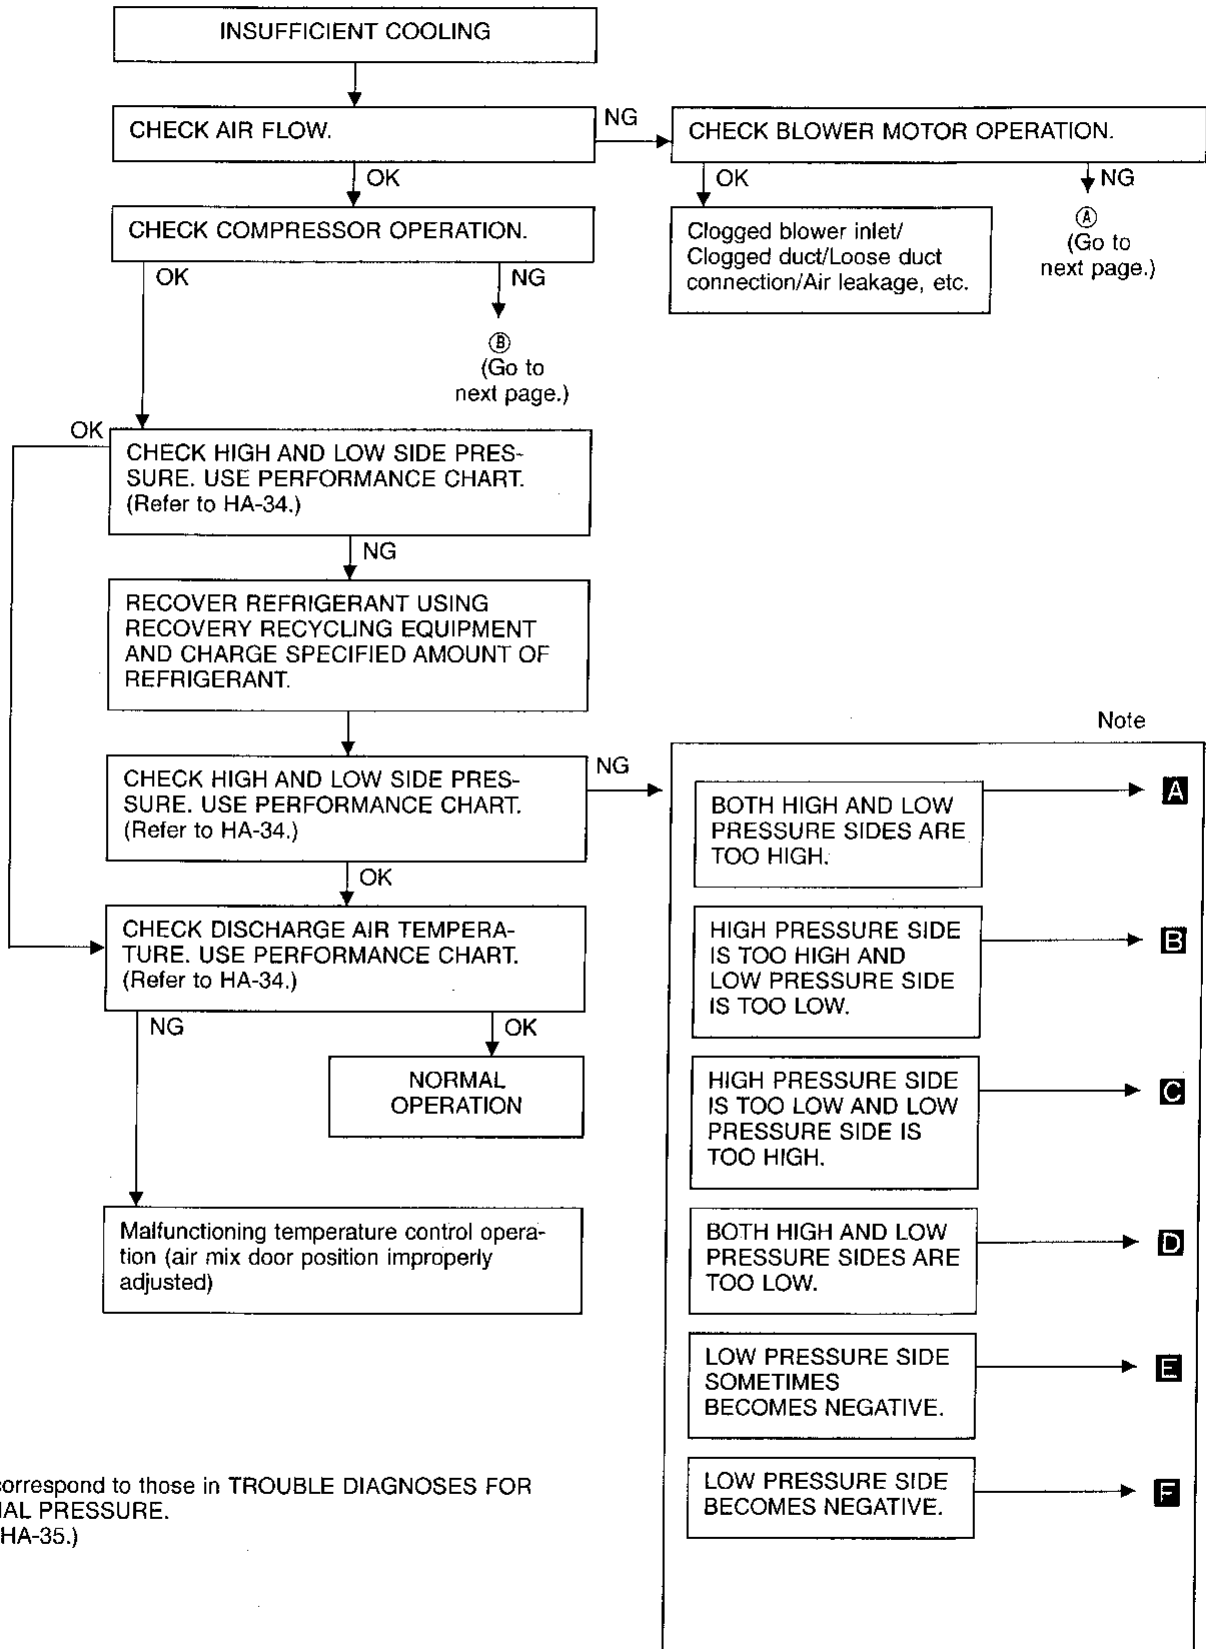 INSUFFICIENT COOLING
CHECK AIR FLOW.
NG
CHECK BLOWER MOTOR OPERATION.
OK
OK
NG
CHECK COMPRESSOR OPERATION.
Clogged blower inlet/
Clogged duct/Loose duct
connection/Air leakage, etc.
Ⓐ
(Go to
next page.)
OK
NG
Ⓑ
(Go to
next page.)
OK
CHECK HIGH AND LOW SIDE PRES-
SURE. USE PERFORMANCE CHART.
(Refer to HA-34.)
NG
RECOVER REFRIGERANT USING
RECOVERY RECYCLING EQUIPMENT
AND CHARGE SPECIFIED AMOUNT OF
REFRIGERANT.
CHECK HIGH AND LOW SIDE PRES-
SURE. USE PERFORMANCE CHART.
(Refer to HA-34.)
NG
OK
CHECK DISCHARGE AIR TEMPERA-
TURE. USE PERFORMANCE CHART.
(Refer to HA-34.)
NG
OK
NORMAL
OPERATION
Malfunctioning temperature control opera-
tion (air mix door position improperly
adjusted)
Note
BOTH HIGH AND LOW
PRESSURE SIDES ARE
TOO HIGH.
A
HIGH PRESSURE SIDE
IS TOO HIGH AND
LOW PRESSURE SIDE
IS TOO LOW.
B
HIGH PRESSURE SIDE
IS TOO LOW AND LOW
PRESSURE SIDE IS
TOO HIGH.
C
BOTH HIGH AND LOW
PRESSURE SIDES ARE
TOO LOW.
D
LOW PRESSURE SIDE
SOMETIMES
BECOMES NEGATIVE.
E
LOW PRESSURE SIDE
BECOMES NEGATIVE.
F
correspond to those in TROUBLE DIAGNOSES FOR
PRESSURE.
HA-35.)